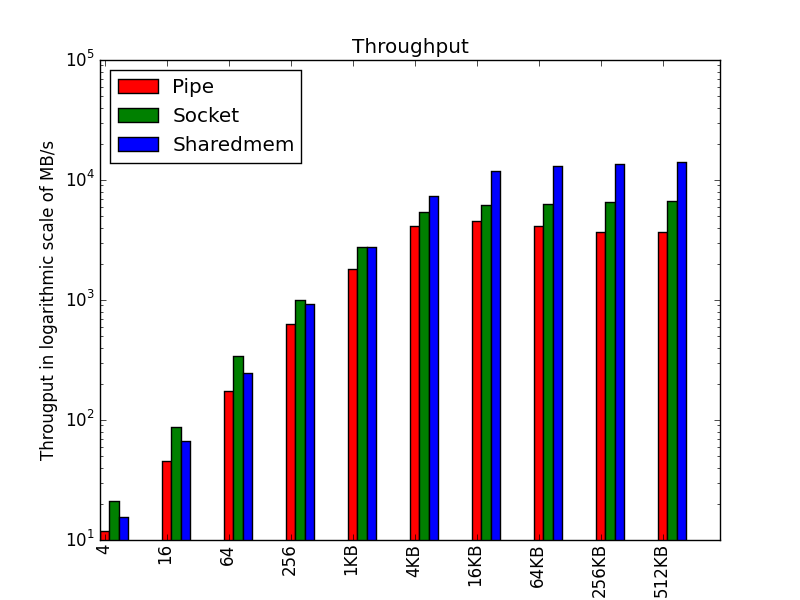 Throughput
Througput in logarithmic scale of MB/s
10^5
10^4
10^3
10^2
10^1
Pipe
Socket
Sharedmem
4
16
64
256
1KB
4KB
16KB
64KB
256KB
512KB